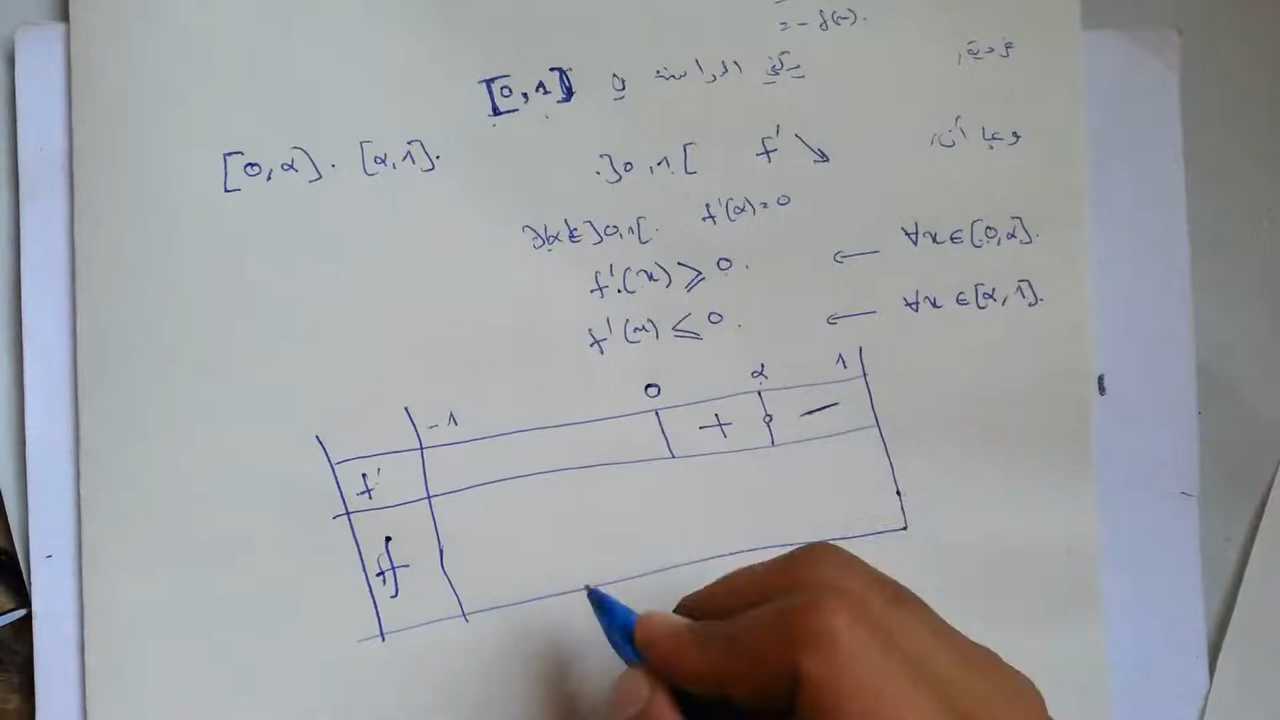 = - f(x).
فردية, يكفي الدراسة في [0,1]
وبما أن, f' ↘ ]0,1[ .
[0,α] . [α,1].
∃α∈]0,1[. f'(α)=0
∀x∈[0,α]. ← f'(x) ⩾ 0.
∀x∈[α,1]. ← f'(x) ≤ 0.
-1 0 α 1
f' + −
f